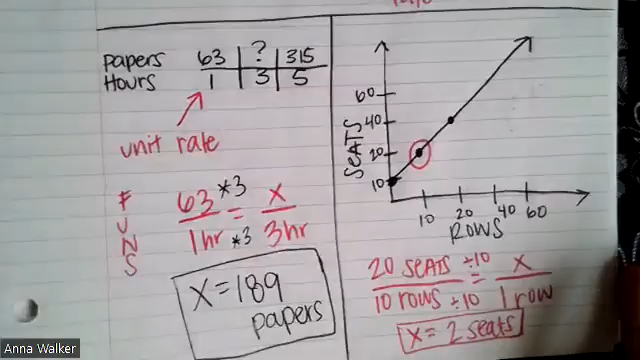 papers 63 ? 315
Hours 1 3 5
unit rate
FUNS
63 *3 = x
1hr *3 3hr
x=189
papers
SEATS
60
40
20
10
10 20 40 60
ROWS
20 seats ÷10 = x
10 rows ÷10 1 row
x = 2 seats
Anna Walker